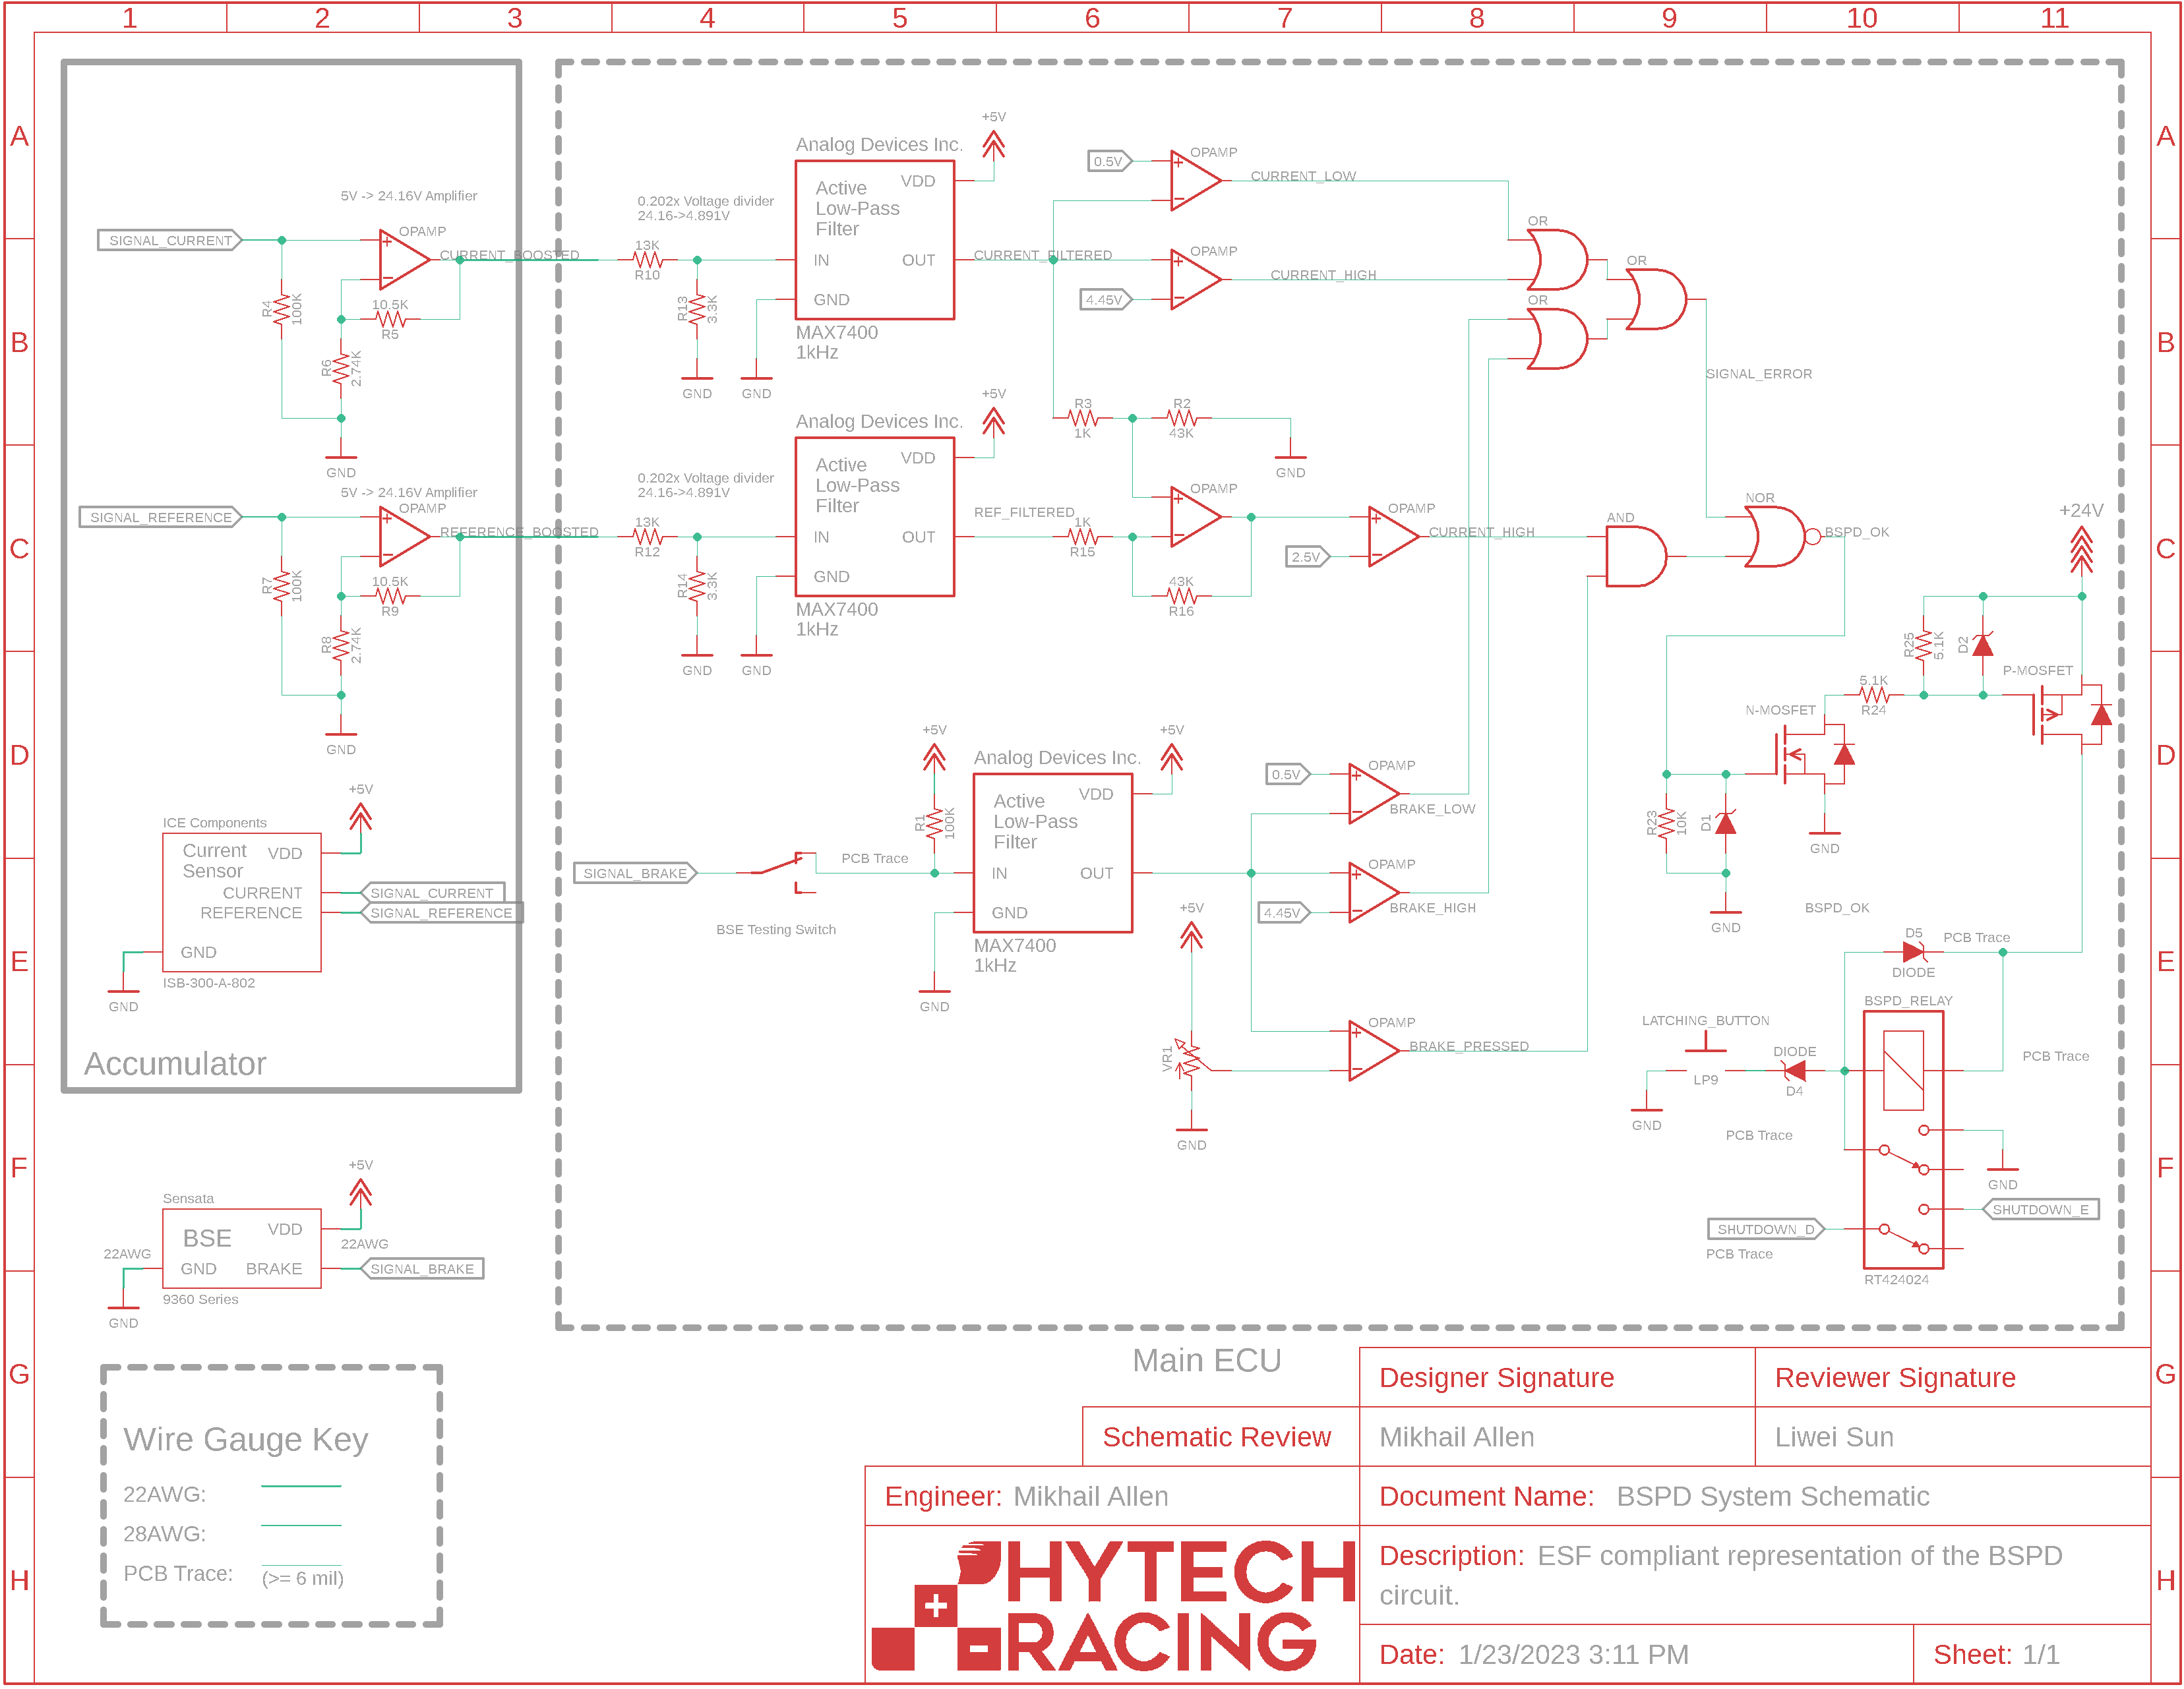 1 2 3 4 5 6 7 8 9 10 11
A
B
C
D
E
F
G
H
A
B
C
D
E
F
G
H
5V -> 24.16V Amplifier
SIGNAL_CURRENT
OPAMP
CURRENT_BOOSTED
R4
100K
10.5K
R5
R6
2.74K
GND
5V -> 24.16V Amplifier
OPAMP
SIGNAL_REFERENCE
REFERENCE_BOOSTED
R7
100K
10.5K
R9
R8
2.74K
GND
+5V
ICE Components
Current
Sensor
VDD
CURRENT
REFERENCE
GND
SIGNAL_CURRENT
SIGNAL_REFERENCE
ISB-300-A-802
GND
Accumulator
+5V
Sensata
BSE
VDD
22AWG
22AWG
GND
BRAKE
SIGNAL_BRAKE
9360 Series
GND
Wire Gauge Key
22AWG:
28AWG:
PCB Trace:
(>= 6 mil)
0.202x Voltage divider
24.16->4.891V
13K
R10
R13
3.3K
GND
GND
Analog Devices Inc.
+5V
Active
Low-Pass
Filter
VDD
IN
OUT
GND
MAX7400
1kHz
CURRENT_FILTERED
0.202x Voltage divider
24.16->4.891V
13K
R12
R14
3.3K
GND
GND
Analog Devices Inc.
+5V
Active
Low-Pass
Filter
VDD
IN
OUT
GND
MAX7400
1kHz
REF_FILTERED
0.5V
OPAMP
CURRENT_LOW
OPAMP
CURRENT_HIGH
4.45V
R3
1K
R2
43K
GND
OPAMP
1K
R15
43K
R16
OPAMP
2.5V
CURRENT_HIGH
OR
OR
OR
SIGNAL_ERROR
AND
NOR
BSPD_OK
SIGNAL_BRAKE
PCB Trace
BSE Testing Switch
+5V
R1
100K
Analog Devices Inc.
+5V
Active
Low-Pass
Filter
VDD
IN
OUT
GND
MAX7400
1kHz
GND
0.5V
OPAMP
BRAKE_LOW
OPAMP
4.45V
BRAKE_HIGH
+5V
VR1
GND
OPAMP
BRAKE_PRESSED
+24V
R25
5.1K
D2
P-MOSFET
5.1K
R24
N-MOSFET
R23
10K
D1
GND
GND
BSPD_OK
D5
DIODE
PCB Trace
BSPD_RELAY
LATCHING_BUTTON
LP9
DIODE
D4
GND
PCB Trace
PCB Trace
GND
SHUTDOWN_E
SHUTDOWN_D
PCB Trace
RT424024
Main ECU
Designer Signature
Reviewer Signature
Schematic Review
Mikhail Allen
Liwei Sun
Engineer: Mikhail Allen
Document Name: BSPD System Schematic
HYTECH
RACING
Description: ESF compliant representation of the BSPD
circuit.
Date: 1/23/2023 3:11 PM
Sheet: 1/1